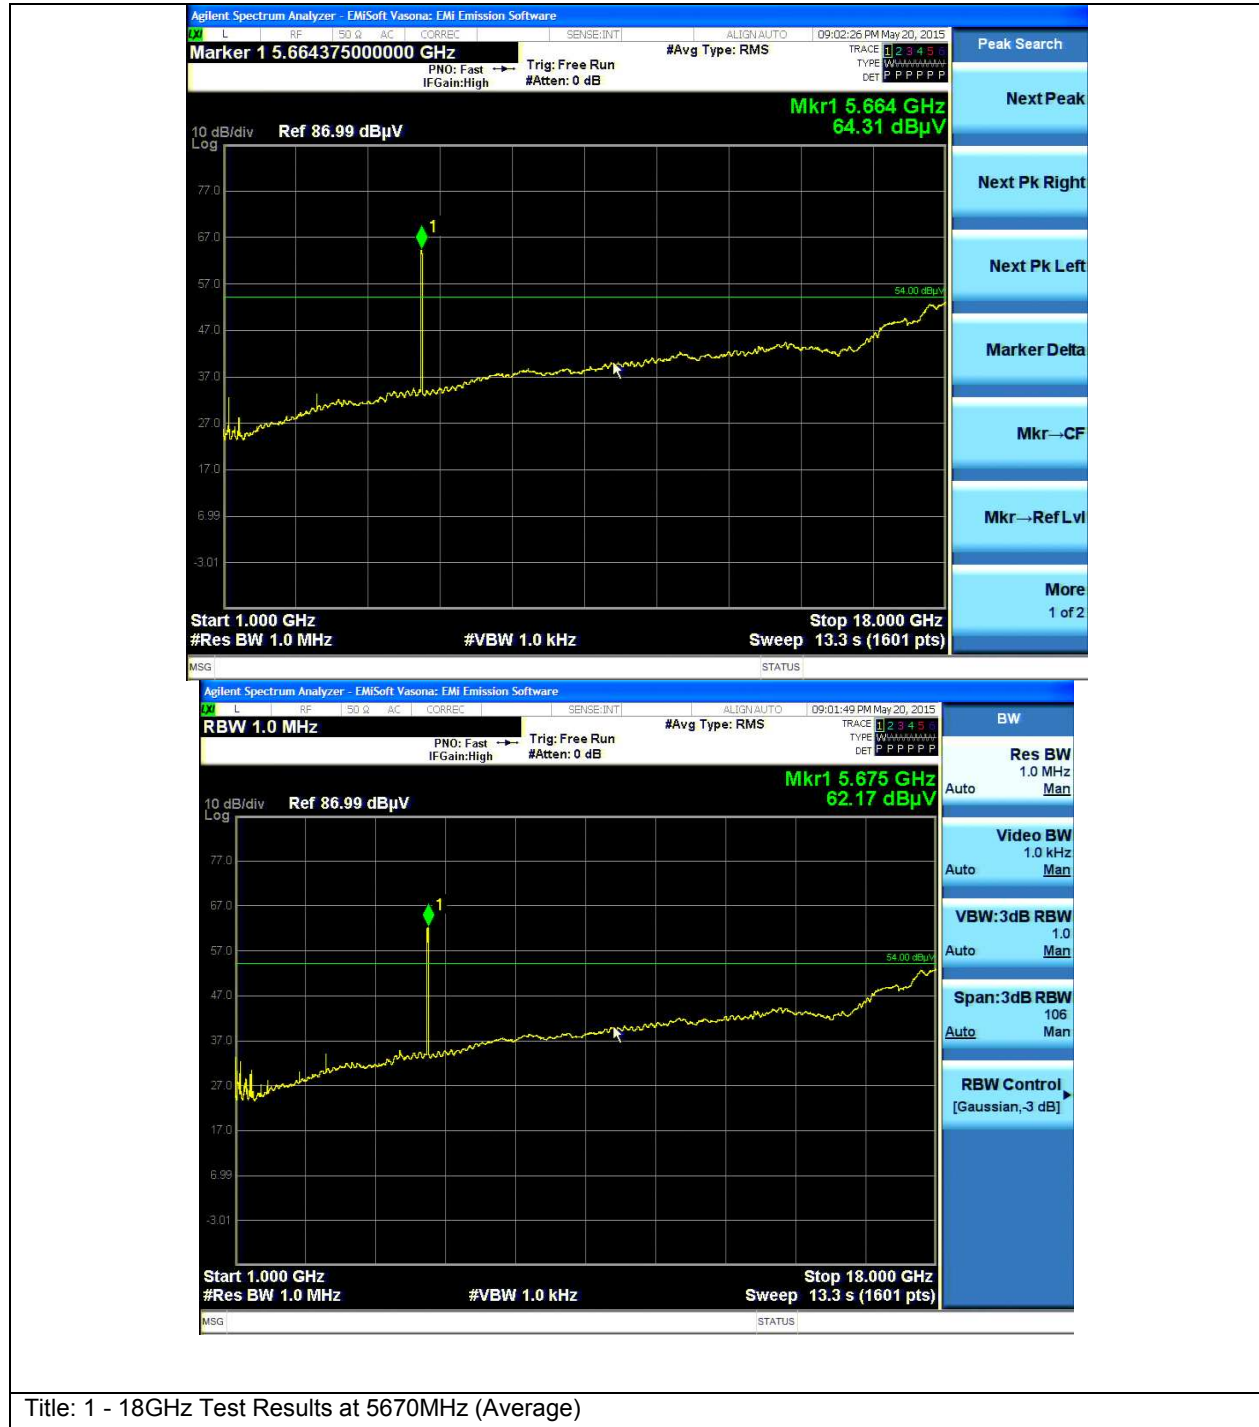 Agilent Spectrum Analyzer - EMiSoft Vasona: EMi Emission Software
LXI L RF 50 Ω AC CORREC SENSE:INT ALIGN AUTO 09:02:26 PM May 20, 2015
Marker 1 5.664375000000 GHz
#Avg Type: RMS
TRACE 1 2 3 4 5 6
PNO: Fast
Trig: Free Run
TYPE
IFGain:High
#Atten: 0 dB
DET P P P P P P
Mkr1 5.664 GHz
64.31 dBµV
10 dB/div Ref 86.99 dBµV
Log
77.0
1
67.0
57.0
54.00 dBµV
47.0
37.0
27.0
17.0
6.99
-3.01
Start 1.000 GHz Stop 18.000 GHz
#Res BW 1.0 MHz #VBW 1.0 kHz Sweep 13.3 s (1601 pts)
MSG STATUS
Peak Search
Next Peak
Next Pk Right
Next Pk Left
Marker Delta
Mkr→CF
Mkr→Ref Lvl
More
1 of 2
Agilent Spectrum Analyzer - EMiSoft Vasona: EMi Emission Software
LXI L RF 50 Ω AC CORREC SENSE:INT ALIGN AUTO 09:01:49 PM May 20, 2015
RBW 1.0 MHz
#Avg Type: RMS
TRACE 1 2 3 4 5 6
PNO: Fast
Trig: Free Run
TYPE
IFGain:High
#Atten: 0 dB
DET P P P P P P
Mkr1 5.675 GHz
62.17 dBµV
10 dB/div Ref 86.99 dBµV
Log
77.0
1
67.0
57.0
54.00 dBµV
47.0
37.0
27.0
17.0
6.99
-3.01
Start 1.000 GHz Stop 18.000 GHz
#Res BW 1.0 MHz #VBW 1.0 kHz Sweep 13.3 s (1601 pts)
MSG STATUS
BW
Res BW
1.0 MHz
Auto Man
Video BW
1.0 kHz
Auto Man
VBW:3dB RBW
1.0
Auto Man
Span:3dB RBW
106
Auto Man
RBW Control
[Gaussian,-3 dB]
Title: 1 - 18GHz Test Results at 5670MHz (Average)